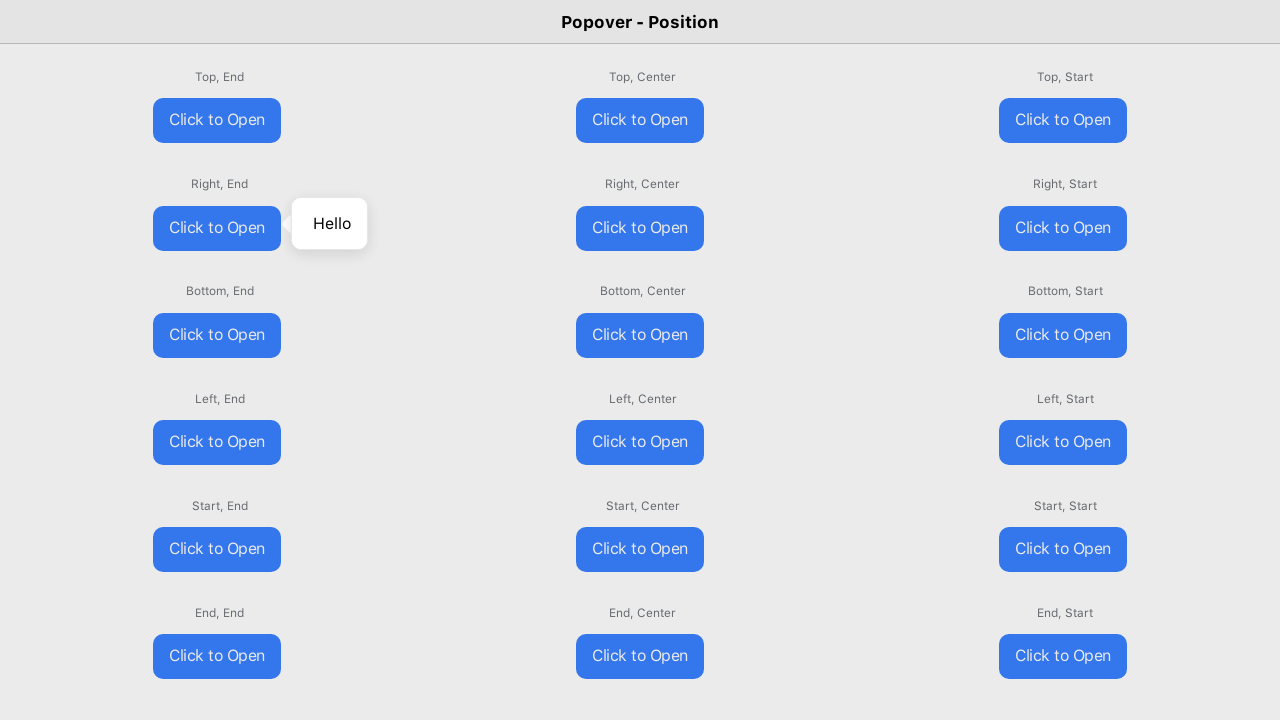 Popover - Position
Top, End
Top, Center
Top, Start
Click to Open
Click to Open
Click to Open
Right, End
Right, Center
Right, Start
Click to Open
Hello
Click to Open
Click to Open
Bottom, End
Bottom, Center
Bottom, Start
Click to Open
Click to Open
Click to Open
Left, End
Left, Center
Left, Start
Click to Open
Click to Open
Click to Open
Start, End
Start, Center
Start, Start
Click to Open
Click to Open
Click to Open
End, End
End, Center
End, Start
Click to Open
Click to Open
Click to Open